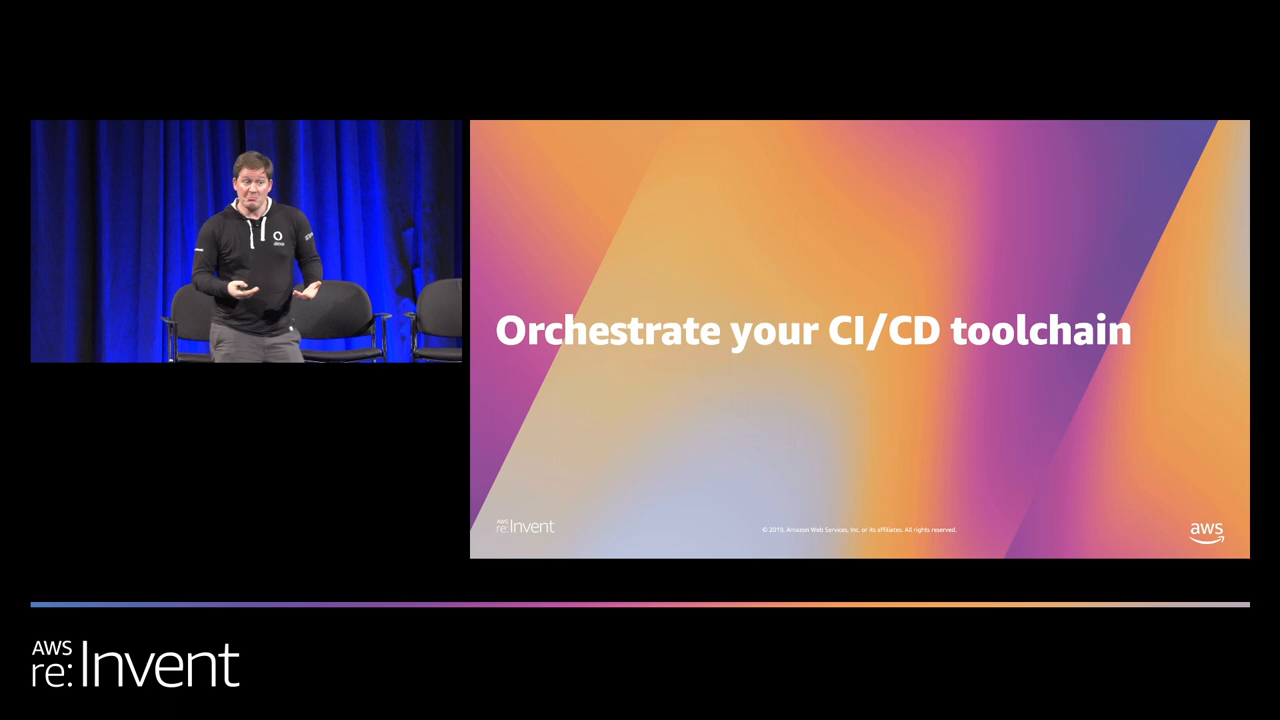 Orchestrate your CI/CD toolchain
AWS
re:Invent
© 2019, Amazon Web Services, Inc. or its affiliates. All rights reserved.
aws
AWS
re:Invent